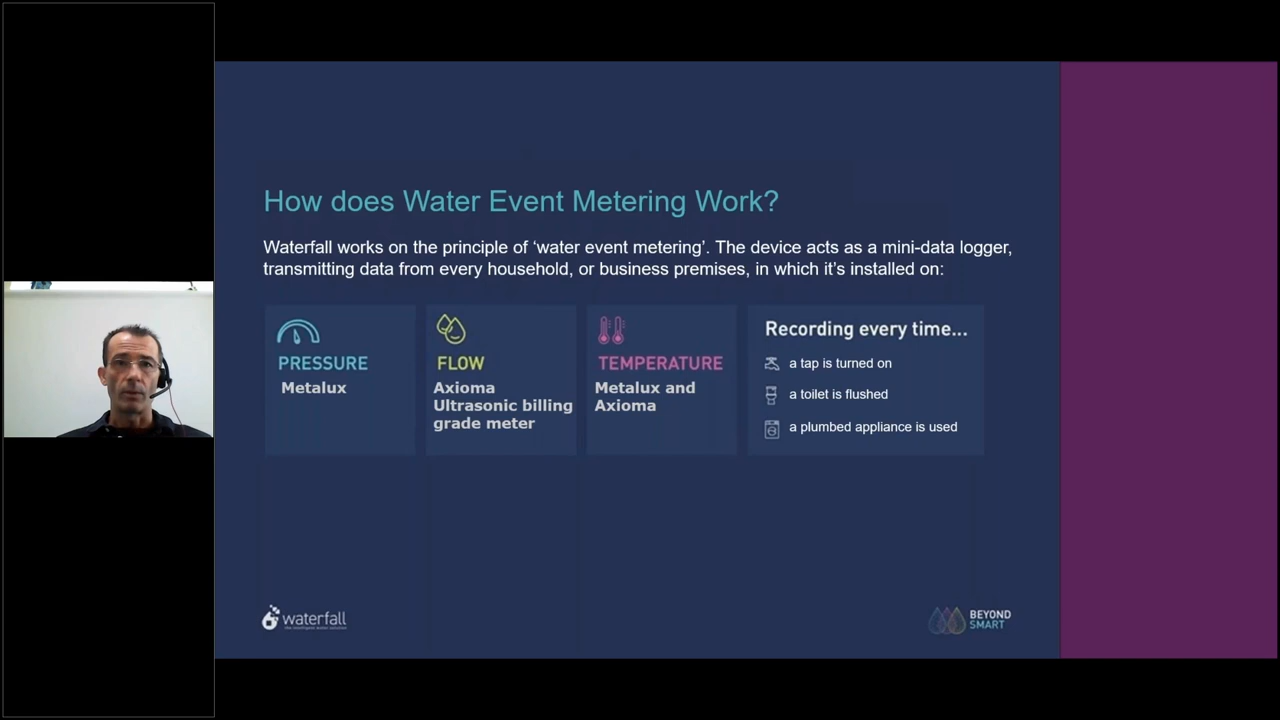 How does Water Event Metering Work?
Waterfall works on the principle of ‘water event metering’. The device acts as a mini-data logger,
transmitting data from every household, or business premises, in which it’s installed on:
PRESSURE
Metalux
FLOW
Axioma
Ultrasonic billing
grade meter
TEMPERATURE
Metalux and
Axioma
Recording every time...
a tap is turned on
a toilet is flushed
a plumbed appliance is used
waterfall
BEYOND
SMART